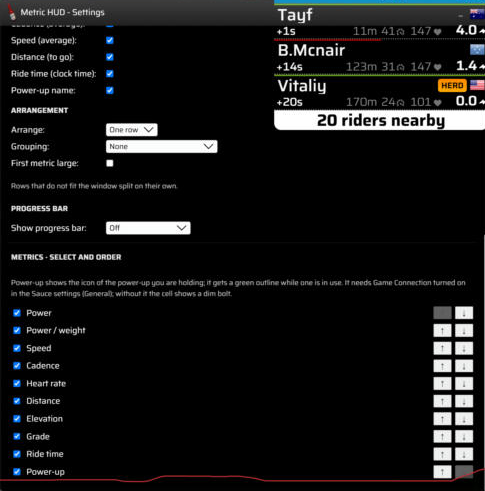 Metric HUD - Settings
Speed (average):
Distance (to go):
Ride time (clock time):
Power-up name:
ARRANGEMENT
Arrange: One row
Grouping: None
First metric large:
Rows that do not fit the window split on their own.
PROGRESS BAR
Show progress bar: Off
METRICS - SELECT AND ORDER
Power-up shows the icon of the power-up you are holding; it gets a green outline while one is in use. It needs Game Connection turned on
in the Sauce settings (General); without it the cell shows a dim bolt.
Power ↓
Power / weight ↑ ↓
Speed ↑ ↓
Cadence ↑ ↓
Heart rate ↑ ↓
Distance ↑ ↓
Elevation ↑ ↓
Grade ↑ ↓
Ride time ↑ ↓
Power-up ↑
Tayf –
+1s 11m 41 147 4.0
B.Mcnair
+14s 123m 31 147 1.4
Vitaliy HERD
+20s 170m 24 101 0.0
20 riders nearby